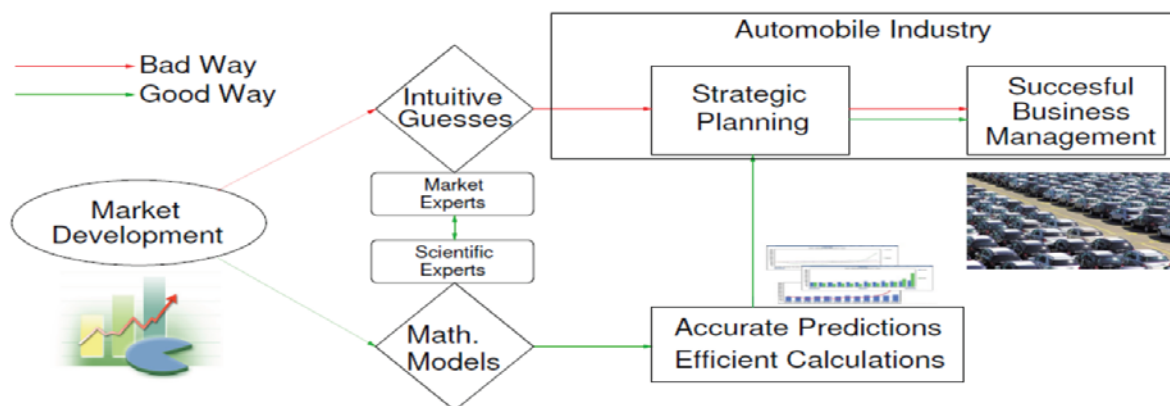 Automobile Industry
Bad Way
Good Way
Intuitive
Guesses
Strategic
Planning
Succesful
Business
Management
Market
Experts
Market
Development
Scientific
Experts
Math.
Models
Accurate Predictions
Efficient Calculations